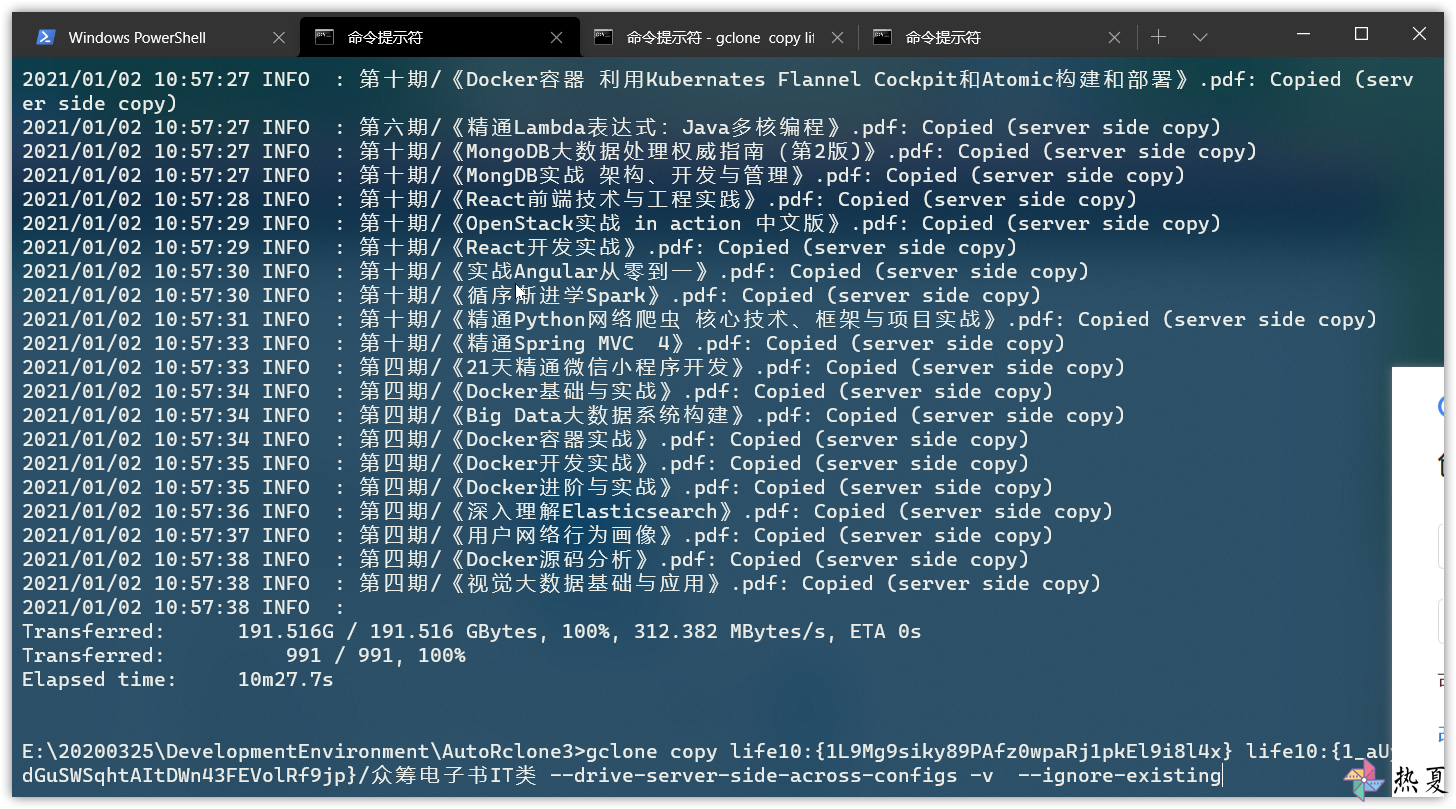 Windows PowerShell
命令提示符
命令提示符 - gclone copy lif
命令提示符
2021/01/02 10:57:27 INFO  : 第十期/《Docker容器 利用Kubernates Flannel Cockpit和Atomic构建和部署》.pdf: Copied (serv
er side copy)
2021/01/02 10:57:27 INFO  : 第六期/《精通Lambda表达式: Java多核编程》.pdf: Copied (server side copy)
2021/01/02 10:57:27 INFO  : 第十期/《MongoDB大数据处理权威指南 (第2版)》.pdf: Copied (server side copy)
2021/01/02 10:57:27 INFO  : 第十期/《MongDB实战 架构、开发与管理》.pdf: Copied (server side copy)
2021/01/02 10:57:28 INFO  : 第十期/《React前端技术与工程实践》.pdf: Copied (server side copy)
2021/01/02 10:57:29 INFO  : 第十期/《OpenStack实战 in action 中文版》.pdf: Copied (server side copy)
2021/01/02 10:57:29 INFO  : 第十期/《React开发实战》.pdf: Copied (server side copy)
2021/01/02 10:57:30 INFO  : 第十期/《实战Angular从零到一》.pdf: Copied (server side copy)
2021/01/02 10:57:30 INFO  : 第十期/《循序渐进学Spark》.pdf: Copied (server side copy)
2021/01/02 10:57:31 INFO  : 第十期/《精通Python网络爬虫 核心技术、框架与项目实战》.pdf: Copied (server side copy)
2021/01/02 10:57:33 INFO  : 第十期/《精通Spring MVC  4》.pdf: Copied (server side copy)
2021/01/02 10:57:33 INFO  : 第四期/《21天精通微信小程序开发》.pdf: Copied (server side copy)
2021/01/02 10:57:34 INFO  : 第四期/《Docker基础与实战》.pdf: Copied (server side copy)
2021/01/02 10:57:34 INFO  : 第四期/《Big Data大数据系统构建》.pdf: Copied (server side copy)
2021/01/02 10:57:34 INFO  : 第四期/《Docker容器实战》.pdf: Copied (server side copy)
2021/01/02 10:57:35 INFO  : 第四期/《Docker开发实战》.pdf: Copied (server side copy)
2021/01/02 10:57:35 INFO  : 第四期/《Docker进阶与实战》.pdf: Copied (server side copy)
2021/01/02 10:57:36 INFO  : 第四期/《深入理解Elasticsearch》.pdf: Copied (server side copy)
2021/01/02 10:57:37 INFO  : 第四期/《用户网络行为画像》.pdf: Copied (server side copy)
2021/01/02 10:57:38 INFO  : 第四期/《Docker源码分析》.pdf: Copied (server side copy)
2021/01/02 10:57:38 INFO  : 第四期/《视觉大数据基础与应用》.pdf: Copied (server side copy)
2021/01/02 10:57:38 INFO  :
Transferred:      191.516G / 191.516 GBytes, 100%, 312.382 MBytes/s, ETA 0s
Transferred:          991 / 991, 100%
Elapsed time:     10m27.7s
E:\20200325\DevelopmentEnvironment\AutoRclone3>gclone copy life10:{1L9Mg9siky89PAfz0wpaRj1pkEl9i8l4x} life10:{1_aUy
dGuSWSqhtAItDWn43FEVolRf9jp}/众筹电子书IT类 --drive-server-side-across-configs -v  --ignore-existing
热夏